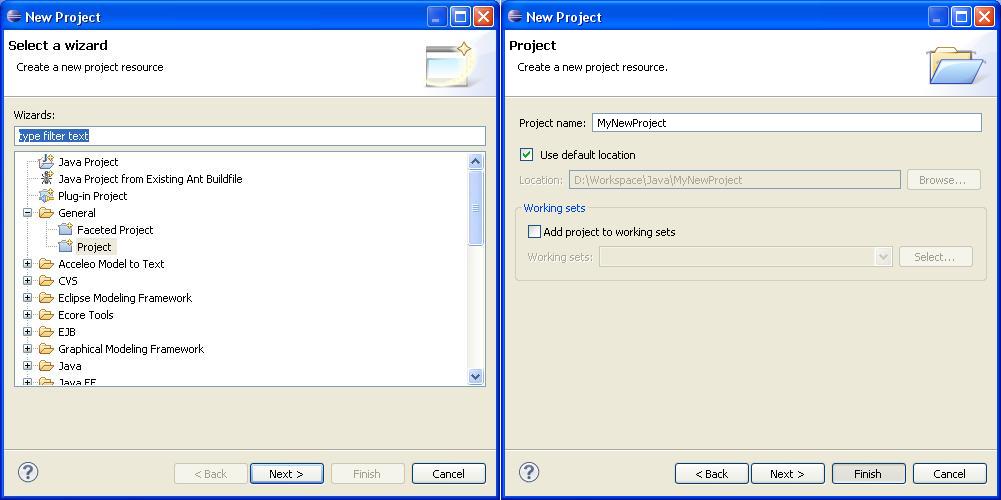 New Project
Select a wizard
Create a new project resource
Wizards:
type filter text
Java Project
Java Project from Existing Ant Buildfile
Plug-in Project
General
Faceted Project
Project
Acceleo Model to Text
CVS
Eclipse Modeling Framework
Ecore Tools
EJB
Graphical Modeling Framework
Java
Java EE
< Back
Next >
Finish
Cancel
New Project
Project
Create a new project resource.
Project name: MyNewProject
Use default location
Location: D:\Workspace\Java\MyNewProject Browse...
Working sets
Add project to working sets
Working sets: Select...
< Back
Next >
Finish
Cancel